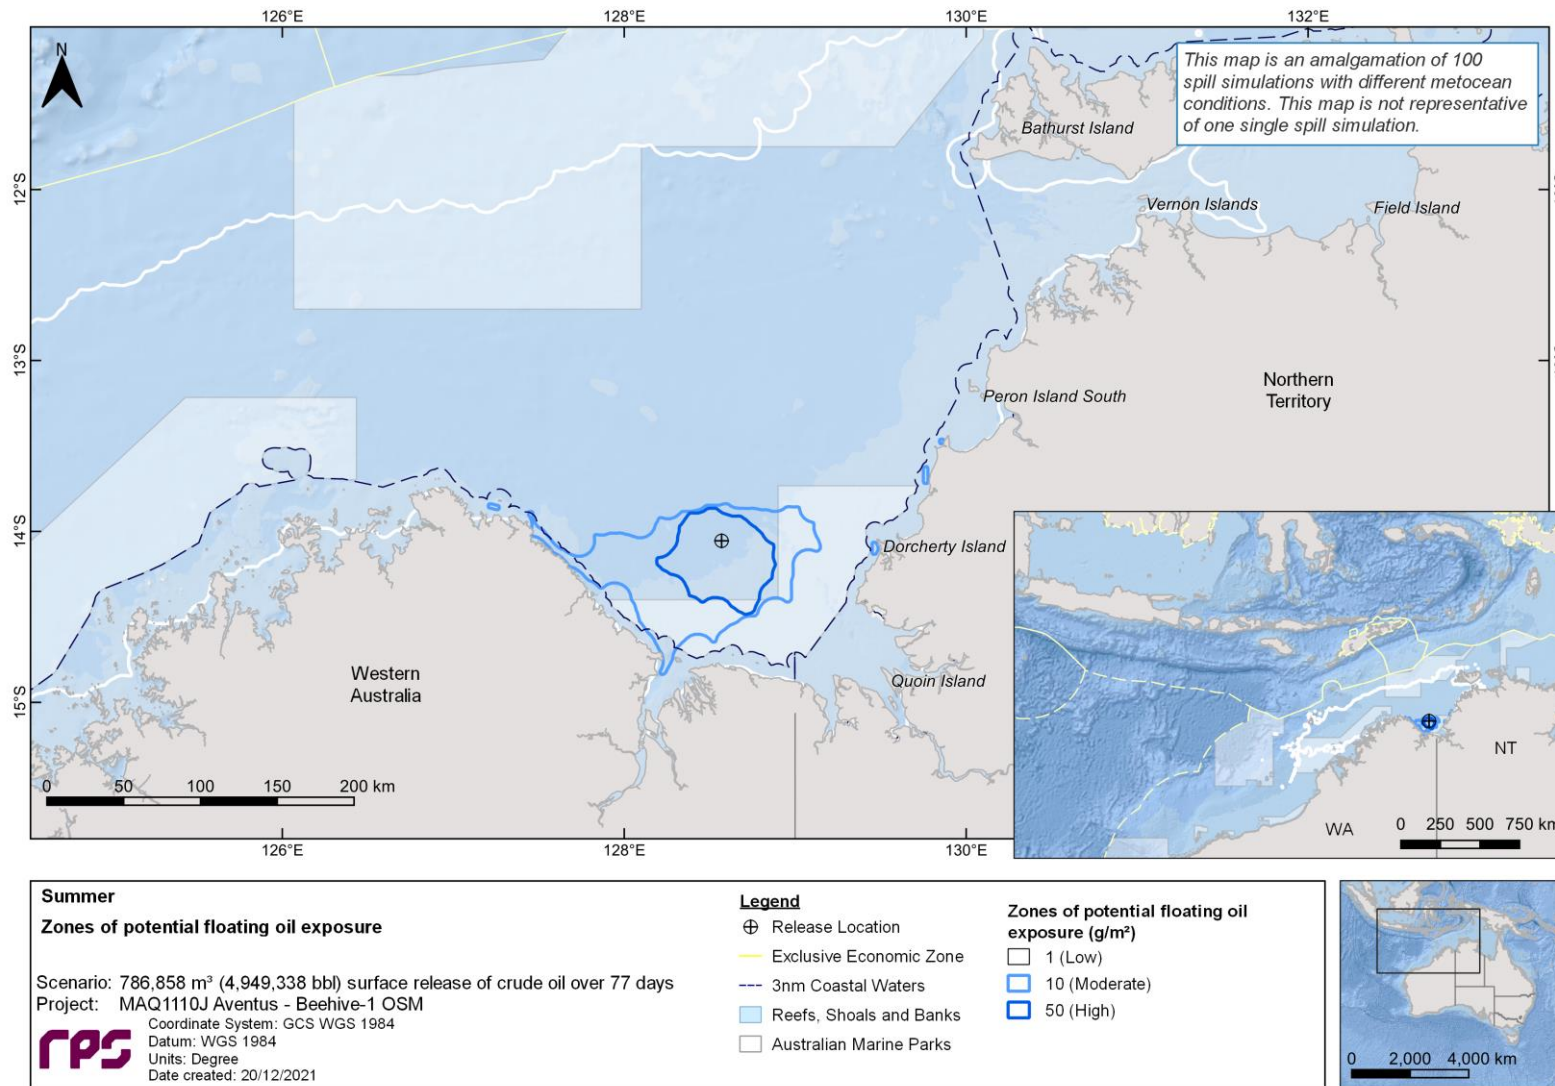 126°E
128°E
130°E
132°E
N
This map is an amalgamation of 100
spill simulations with different metocean
conditions. This map is not representative
of one single spill simulation.
Bathurst Island
12°S
Vernon Islands
Field Island
13°S
Northern
Territory
Peron Island South
14°S
Dorcherty Island
Western
Australia
Quoin Island
15°S
0 50 100 150 200 km
NT
WA
0 250 500 750 km
126°E
128°E
130°E
Summer
Zones of potential floating oil exposure
Scenario: 786,858 m³ (4,949,338 bbl) surface release of crude oil over 77 days
Project: MAQ1110J Aventus - Beehive-1 OSM
rps
Coordinate System: GCS WGS 1984
Datum: WGS 1984
Units: Degree
Date created: 20/12/2021
Legend
Release Location
Exclusive Economic Zone
3nm Coastal Waters
Reefs, Shoals and Banks
Australian Marine Parks
Zones of potential floating oil
exposure (g/m²)
1 (Low)
10 (Moderate)
50 (High)
0 2,000 4,000 km